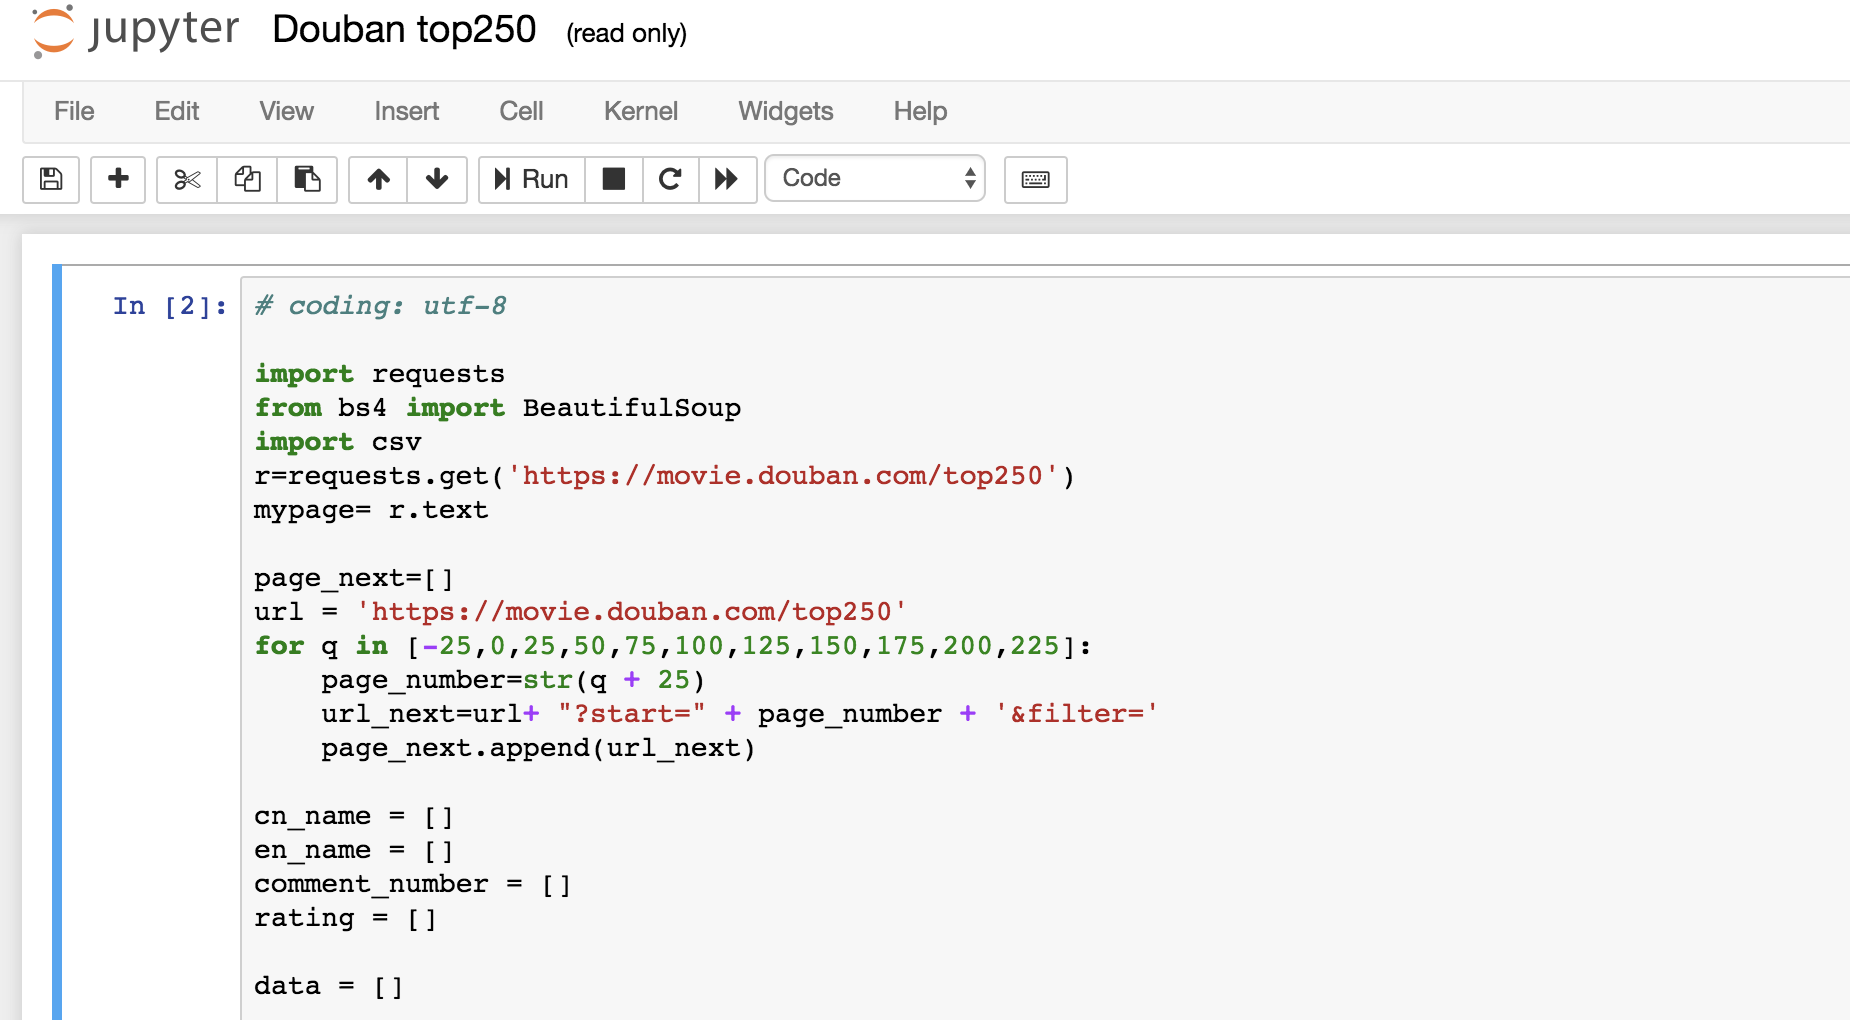 jupyter Douban top250 (read only)
File Edit View Insert Cell Kernel Widgets Help
Run Code
In [2]: # coding: utf-8
import requests
from bs4 import BeautifulSoup
import csv
r=requests.get('https://movie.douban.com/top250')
mypage= r.text
page_next=[]
url = 'https://movie.douban.com/top250'
for q in [-25,0,25,50,75,100,125,150,175,200,225]:
    page_number=str(q + 25)
    url_next=url+ "?start=" + page_number + '&filter='
    page_next.append(url_next)
cn_name = []
en_name = []
comment_number = []
rating = []
data = []